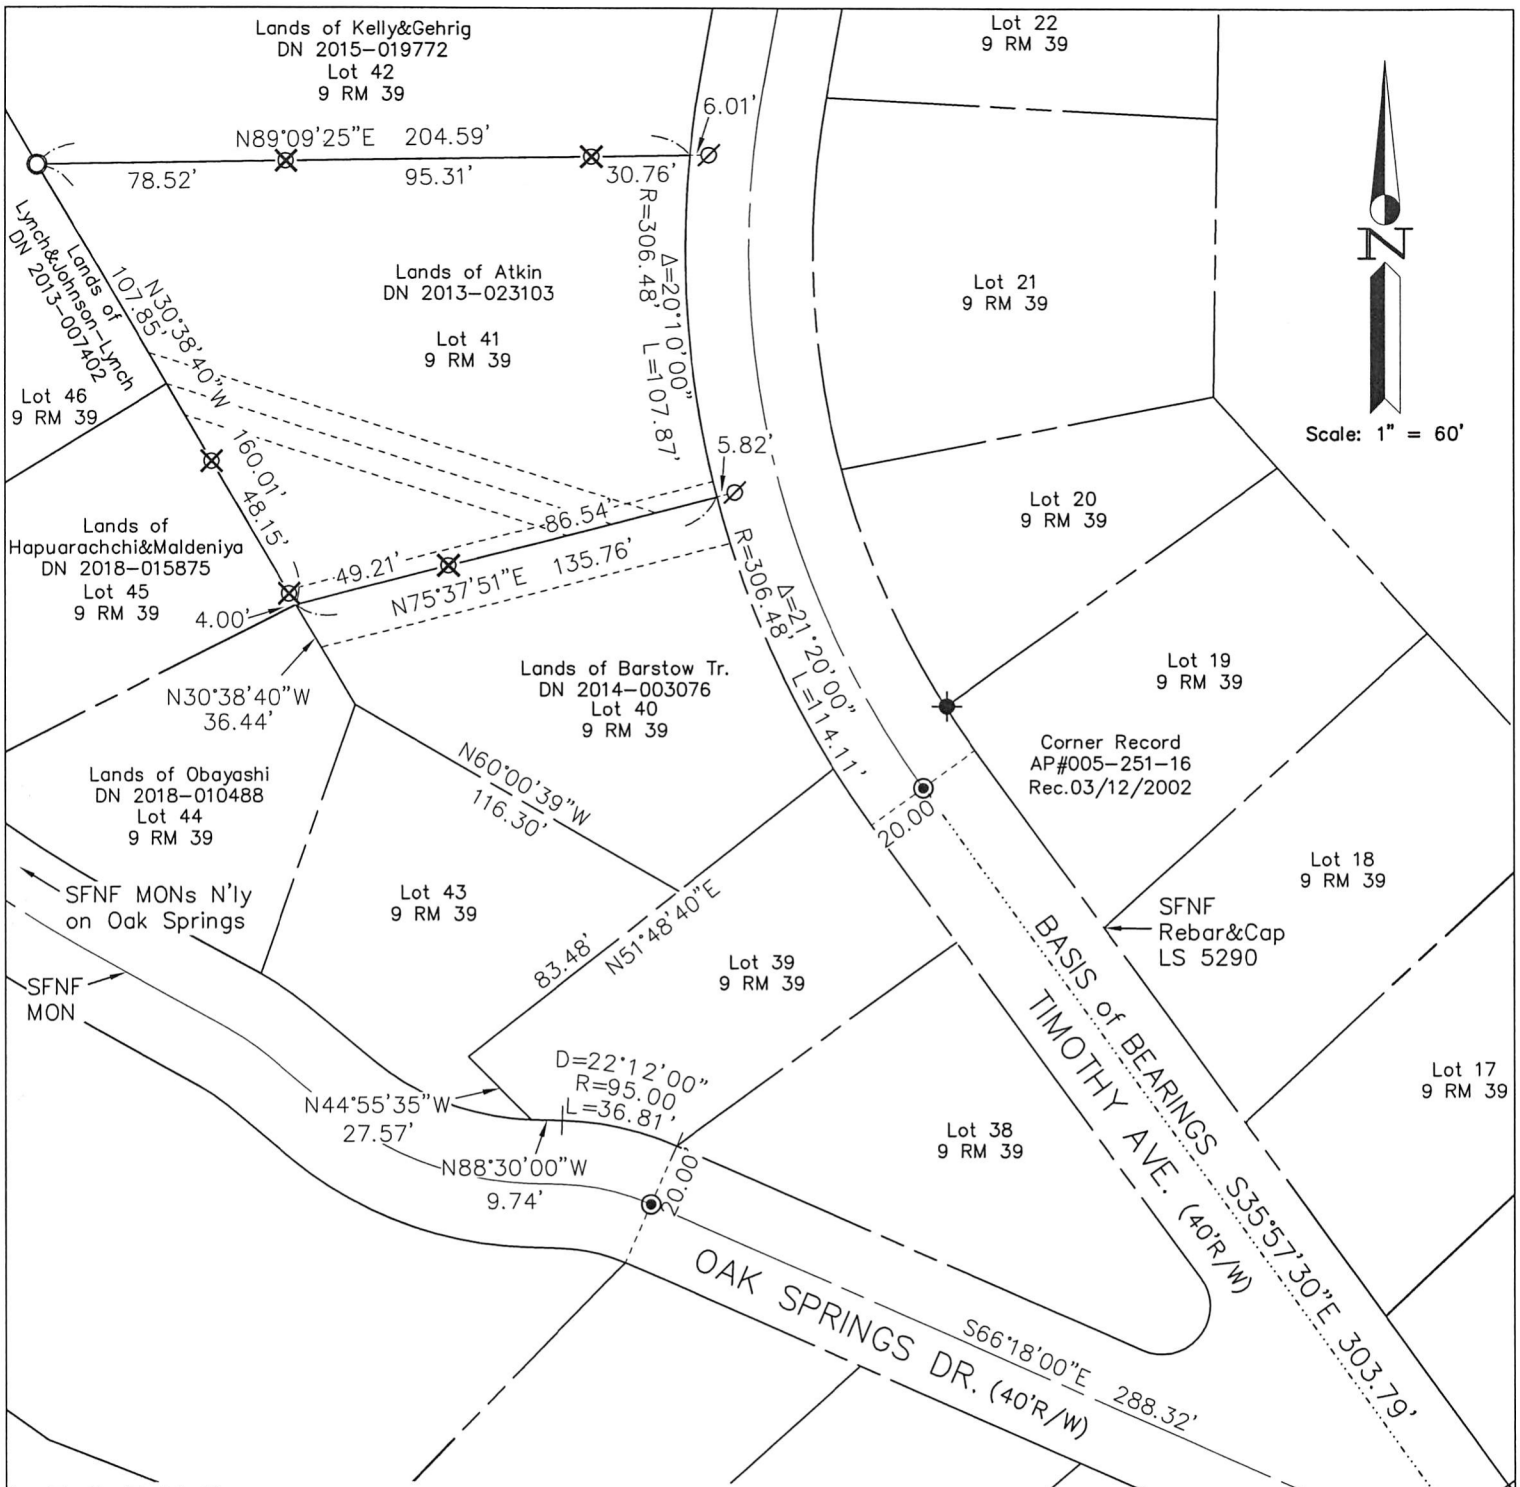 Lands of Kelly&Gehrig
DN 2015-019772
Lot 42
9 RM 39
Lot 22
9 RM 39
6.01'
N89°09'25"E 204.59'
78.52'
95.31'
30.76'
R=306.48'
Δ=20°10'00"
L=107.87'
N
Scale: 1" = 60'
Lands of
Lynch&Johnson-Lynch
DN 2013-007402
Lot 46
9 RM 39
N30°38'40"W
107.85'
160.01'
48.15'
Lands of Atkin
DN 2013-023103
Lot 41
9 RM 39
Lot 21
9 RM 39
5.82'
Lot 20
9 RM 39
Lands of
Hapuarachchi&Maldeniya
DN 2018-015875
Lot 45
9 RM 39
4.00'
49.21'
86.54'
N75°37'51"E 135.76'
R=306.48'
Δ=21°20'00"
L=114.11'
N30°38'40"W
36.44'
Lands of Barstow Tr.
DN 2014-003076
Lot 40
9 RM 39
Lot 19
9 RM 39
Corner Record
AP#005-251-16
Rec.03/12/2002
20.00
Lands of Obayashi
DN 2018-010488
Lot 44
9 RM 39
N60°00'39"W
116.30'
Lot 18
9 RM 39
SFNF MONs N'ly
on Oak Springs
Lot 43
9 RM 39
SFNF
Rebar&Cap
LS 5290
SFNF
MON
83.48'
N51°48'40"E
Lot 39
9 RM 39
BASIS of BEARINGS S35°57'30"E 303.79'
TIMOTHY AVE. (40'R/W)
Lot 17
9 RM 39
D=22°12'00"
R=95.00
L=36.81'
N44°55'35"W
27.57'
Lot 38
9 RM 39
N88°30'00"W
9.74'
20.00'
OAK SPRINGS DR. (40'R/W)
S66°18'00"E 288.32'